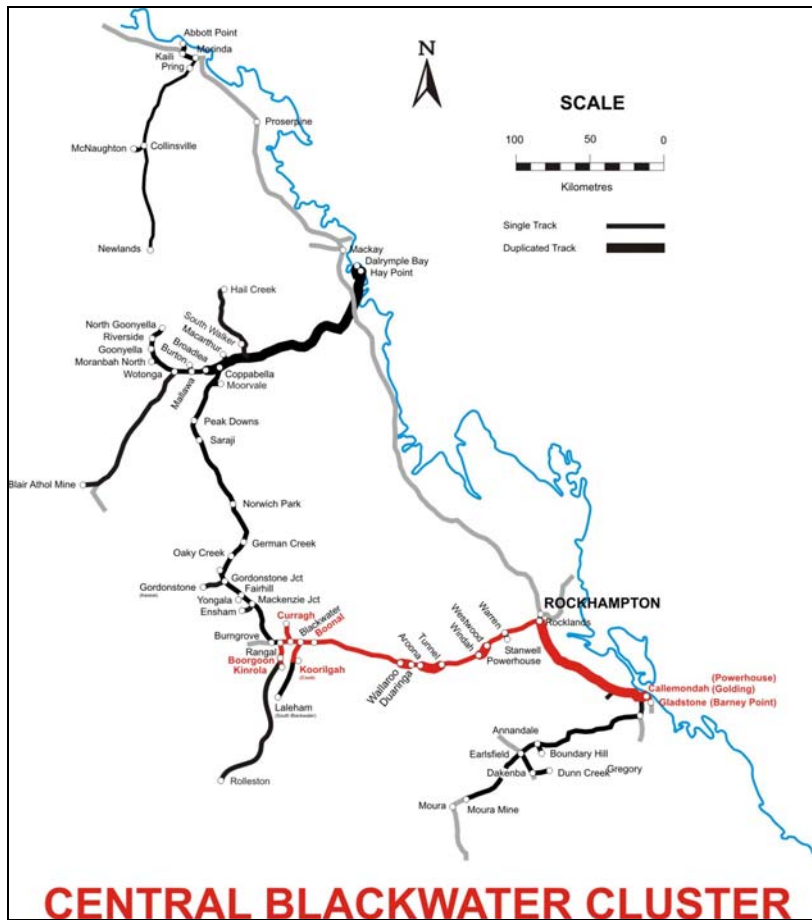 Abbott Point
Kaili
Merinda
Pring
McNaughton
Collinsville
Newlands
Proserpine
N
SCALE
100
50
0
Kilometres
Single Track
Duplicated Track
Mackay
Dalrymple Bay
Hay Point
Hail Creek
South Walker
Macarthur
Broadlea
Burton
Mallawa
North Goonyella
Riverside
Goonyella
Moranbah North
Wotonga
Coppabella
Moorvale
Blair Athol Mine
Peak Downs
Saraji
Norwich Park
German Creek
Oaky Creek
Gordonstone Jct
Gordonstone
Fairhill
Yongala
Mackenzie Jct
Ensham
Curragh
Burngrove
Blackwater
Boonal
Rangal
Boorgoon
Kinrola
Koorilgah
Laleham
(South Blackwater)
Rolleston
Wallaroo
Duaringa
Aroona
Tunnel
Windah
Westwood
Warren
Stanwell
Powerhouse
ROCKHAMPTON
Rocklands
(Powerhouse)
Callemondah (Golding)
Gladstone (Barney Point)
Annandale
Earlsfield
Boundary Hill
Dakenba
Dunn Creek
Gregory
Moura
Moura Mine
CENTRAL BLACKWATER CLUSTER